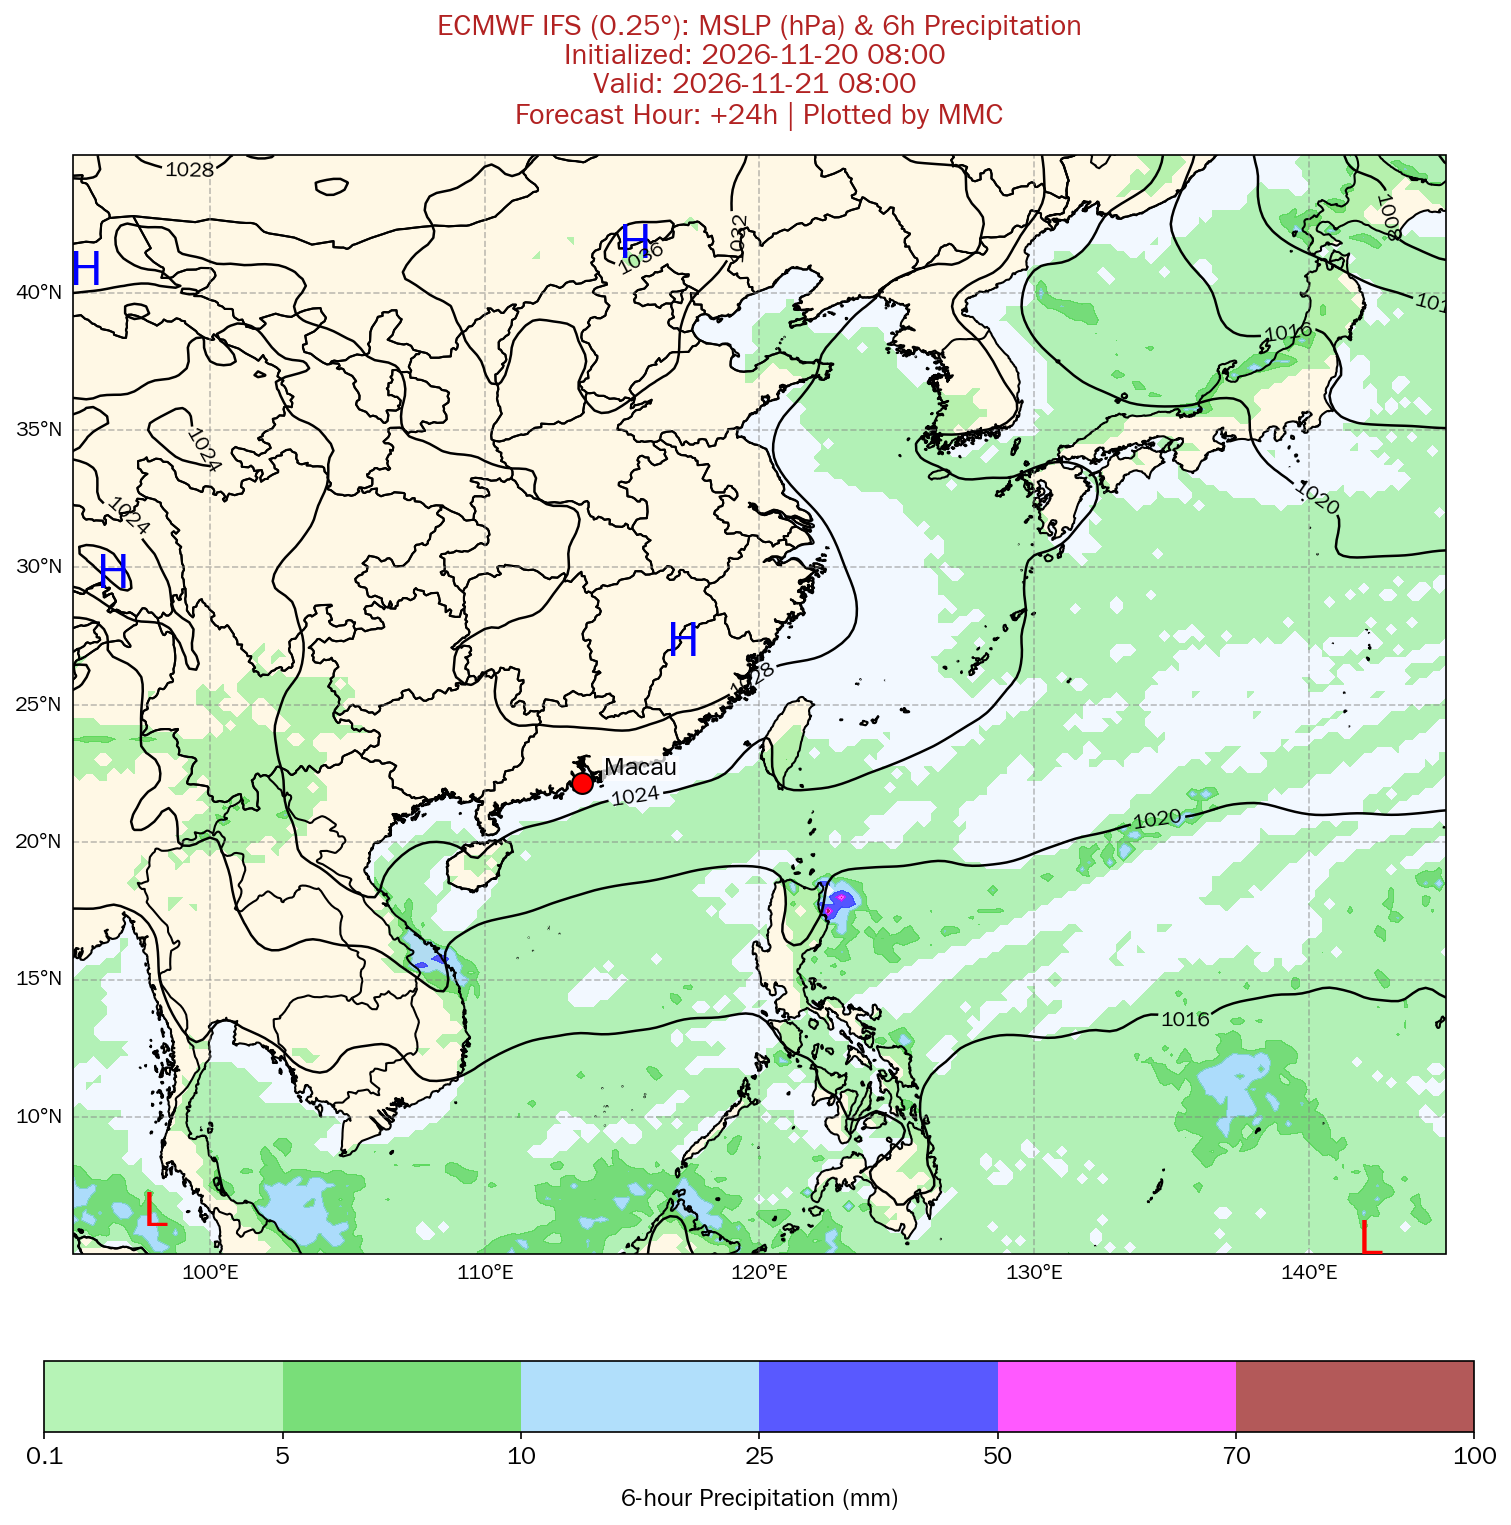 ECMWF IFS (0.25°): MSLP (hPa) & 6h Precipitation
Initialized: 2026-11-20 08:00
Valid: 2026-11-21 08:00
Forecast Hour: +24h | Plotted by MMC
1028
1008
1032
H
1036
H
40°N
101
1016
35°N
1024
1020
1024
30°N
H
H
1028
25°N
Macau
1024
1020
20°N
15°N
1016
10°N
L
L
100°E 110°E 120°E 130°E 140°E
0.1 5 10 25 50 70 100
6-hour Precipitation (mm)